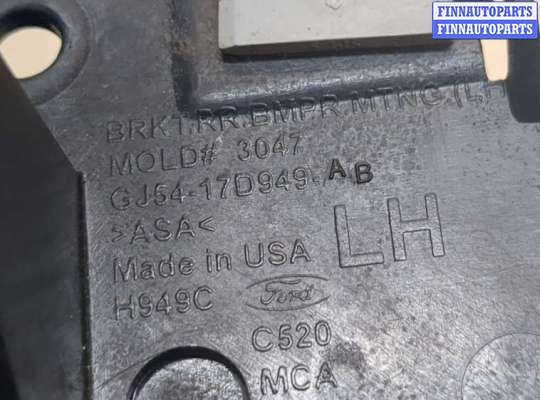 FINNAUTOPARTS
FINNAUTOPARTS
BRKT.RR.BMPR.MTNG.(LH
MOLD# 3047
GJ54-17D949-AB
>ASA<
LH
Made in USA
H949C Ford
C520
MCA